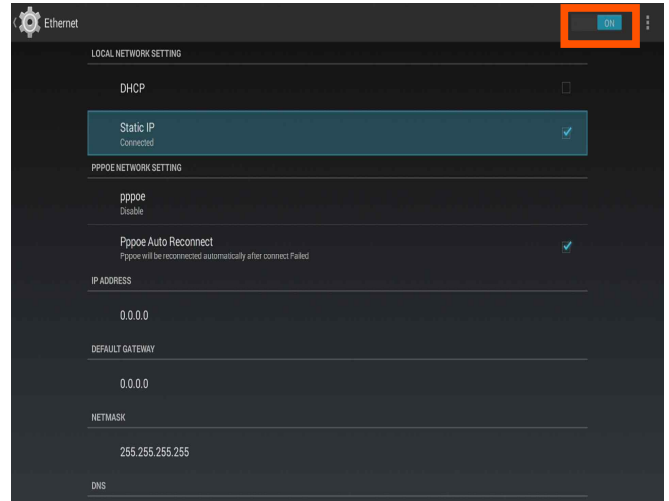 Ethernet
ON
LOCAL NETWORK SETTING
DHCP
Static IP
Connected
PPPOE NETWORK SETTING
pppoe
Disable
Pppoe Auto Reconnect
Pppoe will be reconnected automatically after connect Failed
IP ADDRESS
0.0.0.0
DEFAULT GATEWAY
0.0.0.0
NETMASK
255.255.255.255
DNS